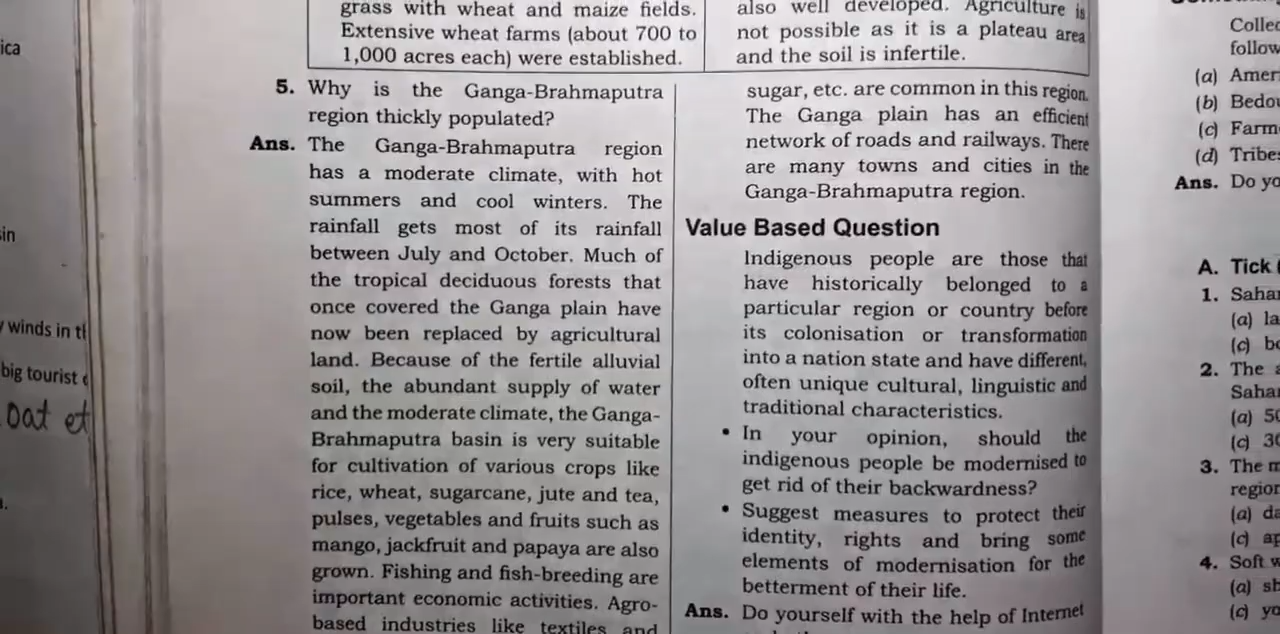 ica
in
y winds in th
big tourist
oat et
grass with wheat and maize fields.
Extensive wheat farms (about 700 to
1,000 acres each) were established.
also well developed. Agriculture is
not possible as it is a plateau area
and the soil is infertile.
5. Why is the Ganga-Brahmaputra
region thickly populated?
Ans. The Ganga-Brahmaputra region
has a moderate climate, with hot
summers and cool winters. The
rainfall gets most of its rainfall
between July and October. Much of
the tropical deciduous forests that
once covered the Ganga plain have
now been replaced by agricultural
land. Because of the fertile alluvial
soil, the abundant supply of water
and the moderate climate, the Ganga-
Brahmaputra basin is very suitable
for cultivation of various crops like
rice, wheat, sugarcane, jute and tea,
pulses, vegetables and fruits such as
mango, jackfruit and papaya are also
grown. Fishing and fish-breeding are
important economic activities. Agro-
based industries like textiles and
sugar, etc. are common in this region.
The Ganga plain has an efficient
network of roads and railways. There
are many towns and cities in the
Ganga-Brahmaputra region.
Value Based Question
Indigenous people are those that
have historically belonged to a
particular region or country before
its colonisation or transformation
into a nation state and have different,
often unique cultural, linguistic and
traditional characteristics.
• In your opinion, should the
indigenous people be modernised to
get rid of their backwardness?
• Suggest measures to protect their
identity, rights and bring some
elements of modernisation for the
betterment of their life.
Ans. Do yourself with the help of Internet
Colle
follow
(a) Amer
(b) Bedou
(c) Farm
(d) Tribe
Ans. Do yo
A. Tick
1. Saha
(a) la
(c) b
2. The
Saha
(a) 50
(c) 30
3. The m
region
(a) da
(c) ap
4. Soft w
(a) sh
(c) yo